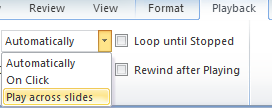 Review View Format Playback
Automatically Loop until Stopped
Automatically
On Click Rewind after Playing
Play across slides